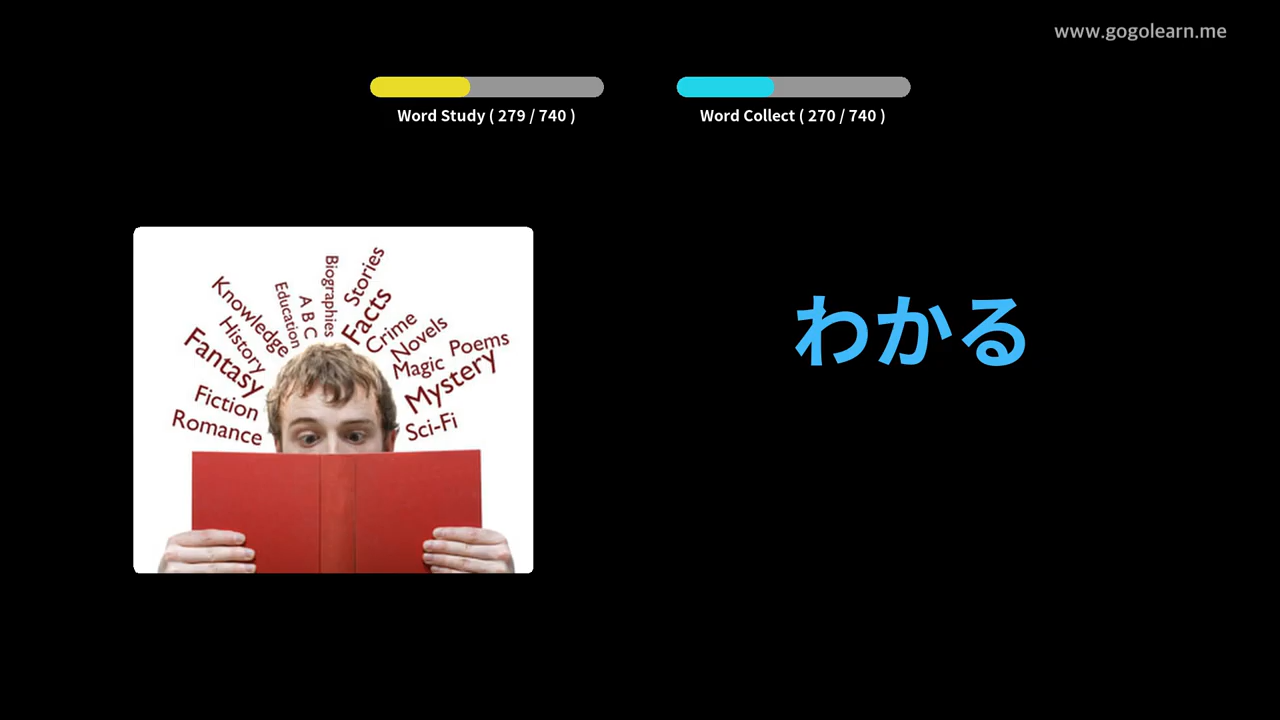 www.gogolearn.me
Word Study ( 279 / 740 )
Word Collect ( 270 / 740 )
わかる
Biographies
Stories
Education
A B C
Facts
Knowledge
History
Crime
Novels
Poems
Fantasy
Magic
Mystery
Fiction
Romance
Sci-Fi